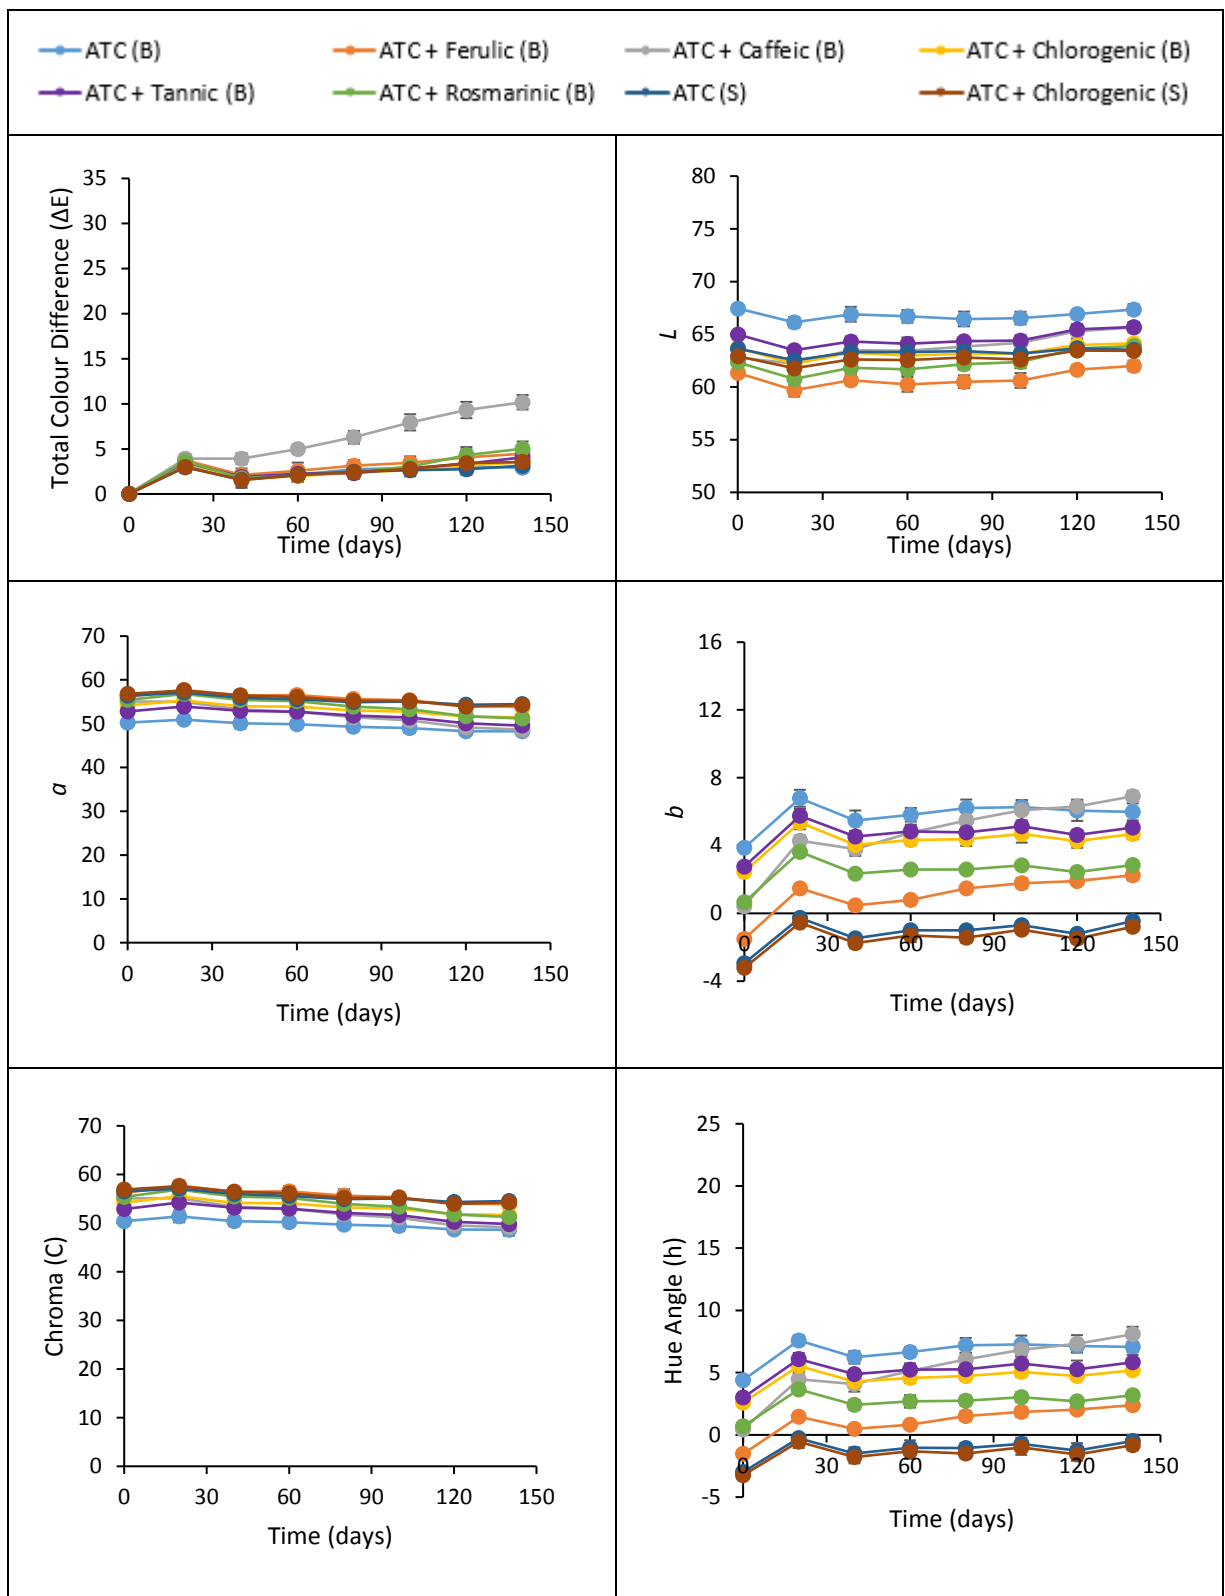 ATC (B) ATC + Ferulic (B) ATC + Caffeic (B) ATC + Chlorogenic (B)
ATC + Tannic (B) ATC + Rosmarinic (B) ATC (S) ATC + Chlorogenic (S)
Total Colour Difference (ΔE)
35
30
25
20
15
10
5
0
0 30 60 90 120 150
Time (days)
L
80
75
70
65
60
55
50
0 30 60 90 120 150
Time (days)
a
70
60
50
40
30
20
10
0
0 30 60 90 120 150
Time (days)
b
16
12
8
4
0
-4
0 30 60 90 120 150
Time (days)
Chroma (C)
70
60
50
40
30
20
10
0
0 30 60 90 120 150
Time (days)
Hue Angle (h)
25
20
15
10
5
0
-5
0 30 60 90 120 150
Time (days)